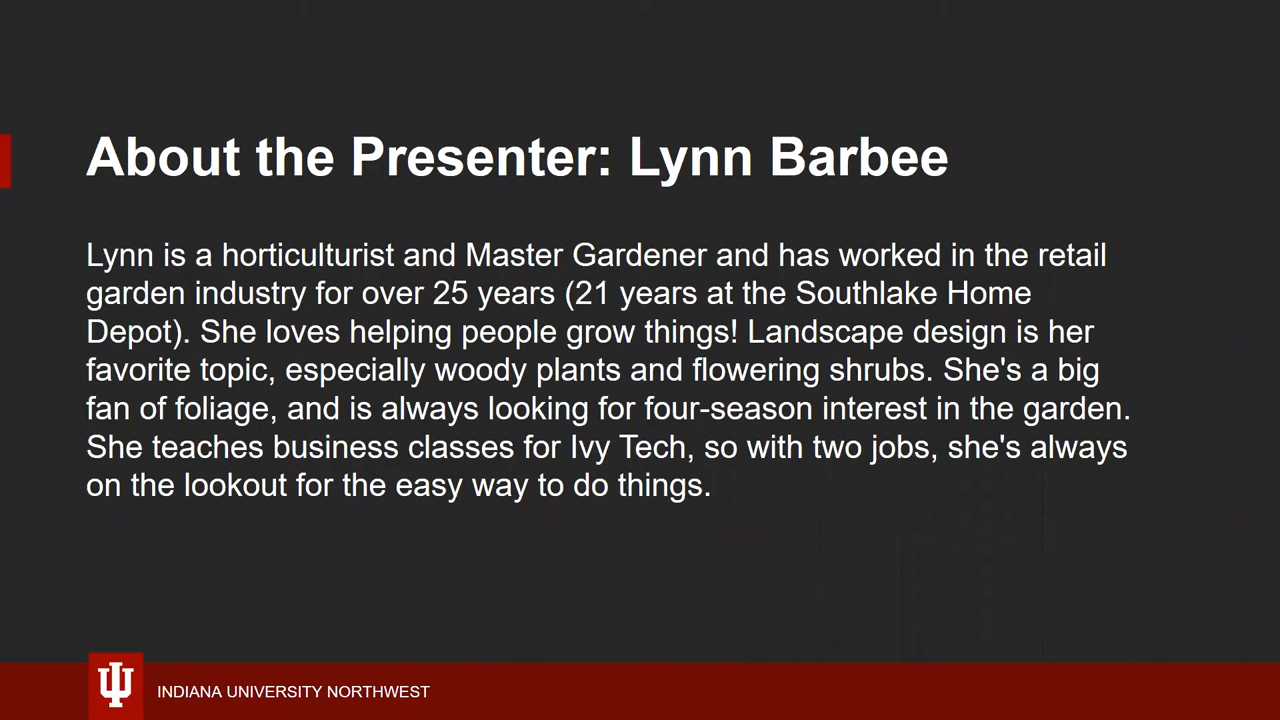 About the Presenter: Lynn Barbee
Lynn is a horticulturist and Master Gardener and has worked in the retail
garden industry for over 25 years (21 years at the Southlake Home
Depot). She loves helping people grow things! Landscape design is her
favorite topic, especially woody plants and flowering shrubs. She's a big
fan of foliage, and is always looking for four-season interest in the garden.
She teaches business classes for Ivy Tech, so with two jobs, she's always
on the lookout for the easy way to do things.
INDIANA UNIVERSITY NORTHWEST